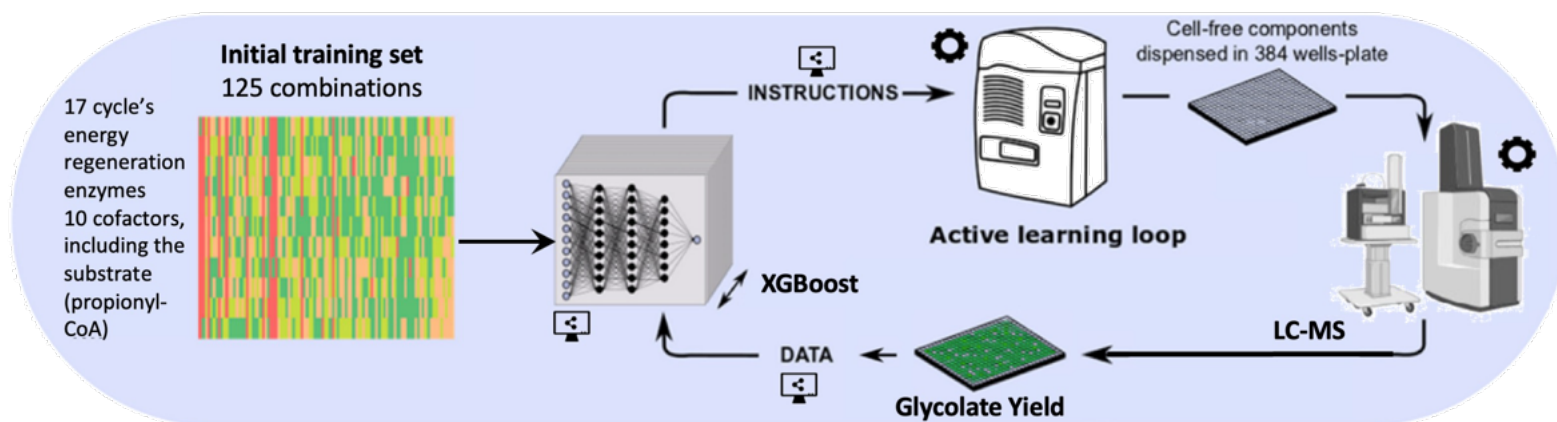 Initial training set
125 combinations
17 cycle's
energy
regeneration
enzymes
10 cofactors,
including the
substrate
(propionyl-
CoA)
INSTRUCTIONS
Cell-free components
dispensed in 384 wells-plate
Active learning loop
XGBoost
LC-MS
DATA
Glycolate Yield